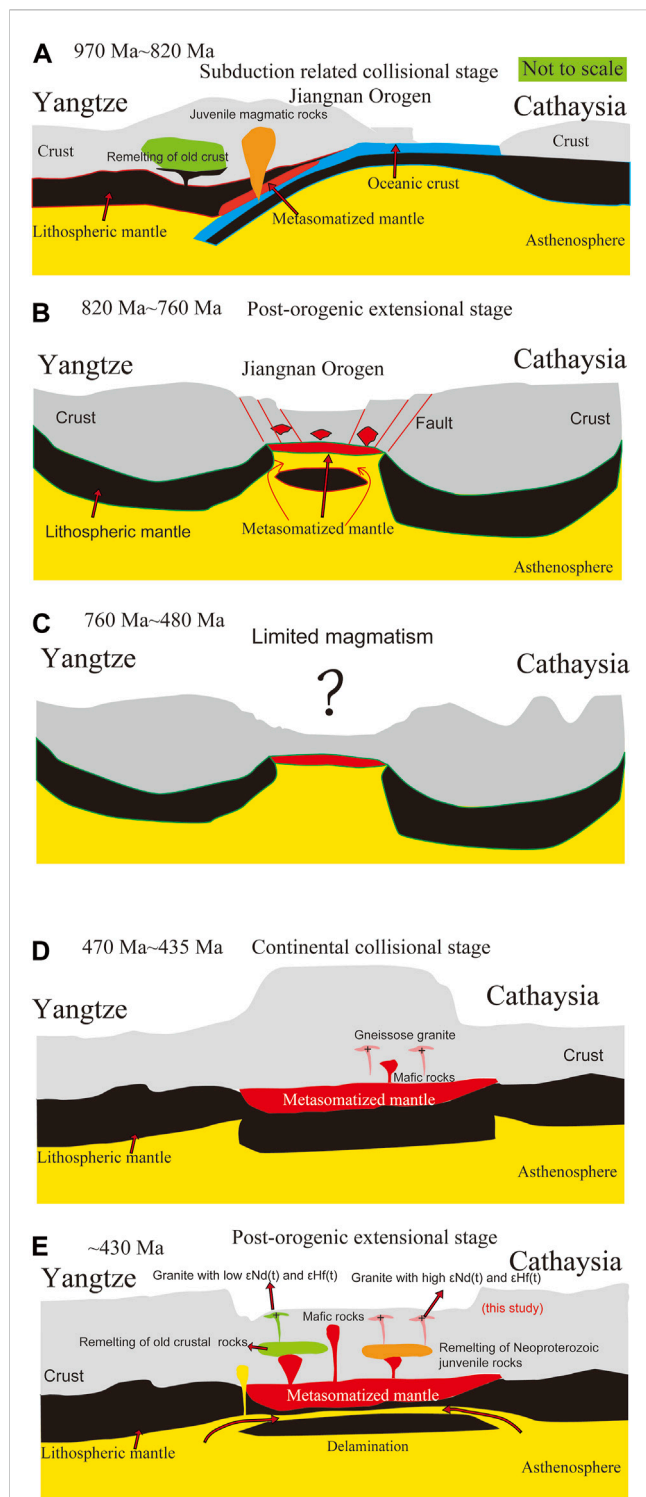 A
970 Ma~820 Ma
Subduction related collisional stage
Not to scale
Yangtze
Jiangnan Orogen
Cathaysia
Juvenile magmatic rocks
Crust
Remelting of old crust
Crust
Oceanic crust
Metasomatized mantle
Lithospheric mantle
Asthenosphere
B
820 Ma~760 Ma
Post-orogenic extensional stage
Yangtze
Jiangnan Orogen
Cathaysia
Crust
Fault
Crust
Lithospheric mantle
Metasomatized mantle
Asthenosphere
C
760 Ma~480 Ma
Limited magmatism
Yangtze
Cathaysia
?
D
470 Ma~435 Ma
Continental collisional stage
Yangtze
Cathaysia
Gneissose granite
Crust
Mafic rocks
Metasomatized mantle
Lithospheric mantle
Asthenosphere
E
~430 Ma
Post-orogenic extensional stage
Yangtze
Cathaysia
Granite with low εNd(t) and εHf(t)
Granite with high εNd(t) and εHf(t)
Mafic rocks
(this study)
Remelting of old crustal rocks
Remelting of Neoproterozoic
junvenile rocks
Crust
Metasomatized mantle
Lithospheric mantle
Delamination
Asthenosphere